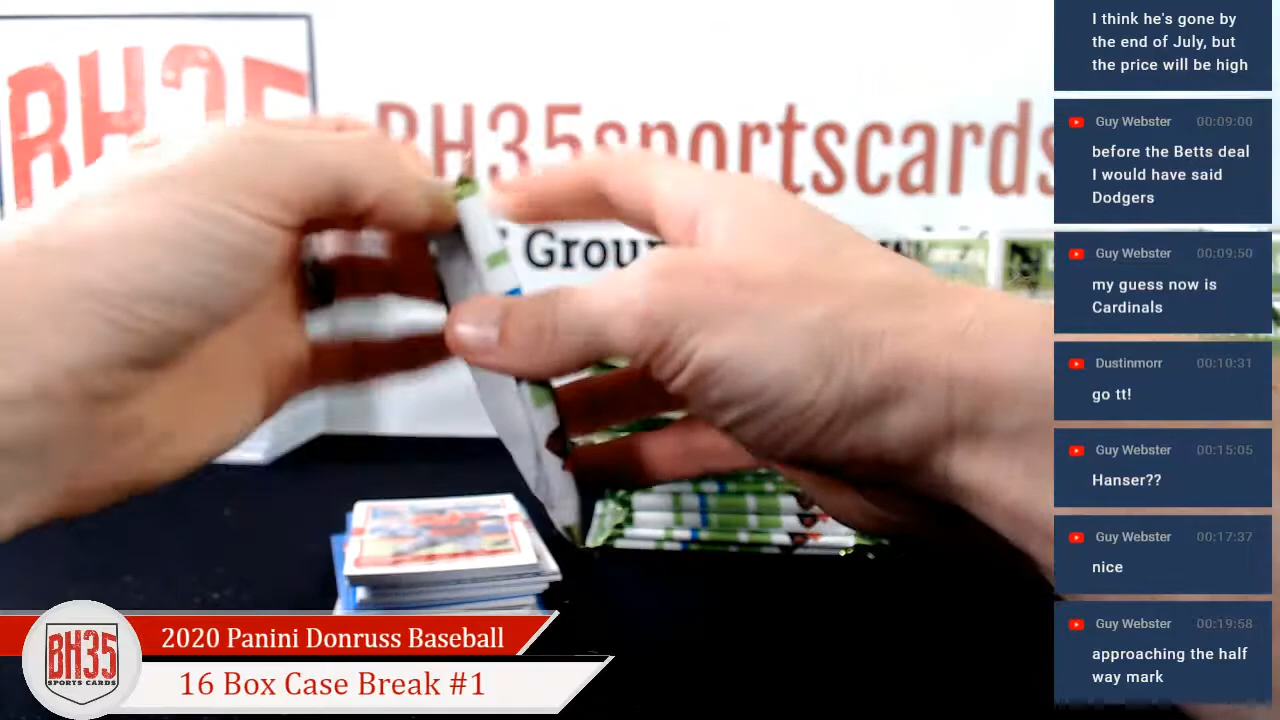 BH35
BH35sportscards
Grou
I think he's gone by
the end of July, but
the price will be high
Guy Webster 00:09:00
before the Betts deal
I would have said
Dodgers
Guy Webster 00:09:50
my guess now is
Cardinals
Dustinmorr 00:10:31
go tt!
Guy Webster 00:15:05
Hanser??
Guy Webster 00:17:37
nice
Guy Webster 00:19:58
approaching the half
way mark
BH35
SPORTS CARDS
2020 Panini Donruss Baseball
16 Box Case Break #1